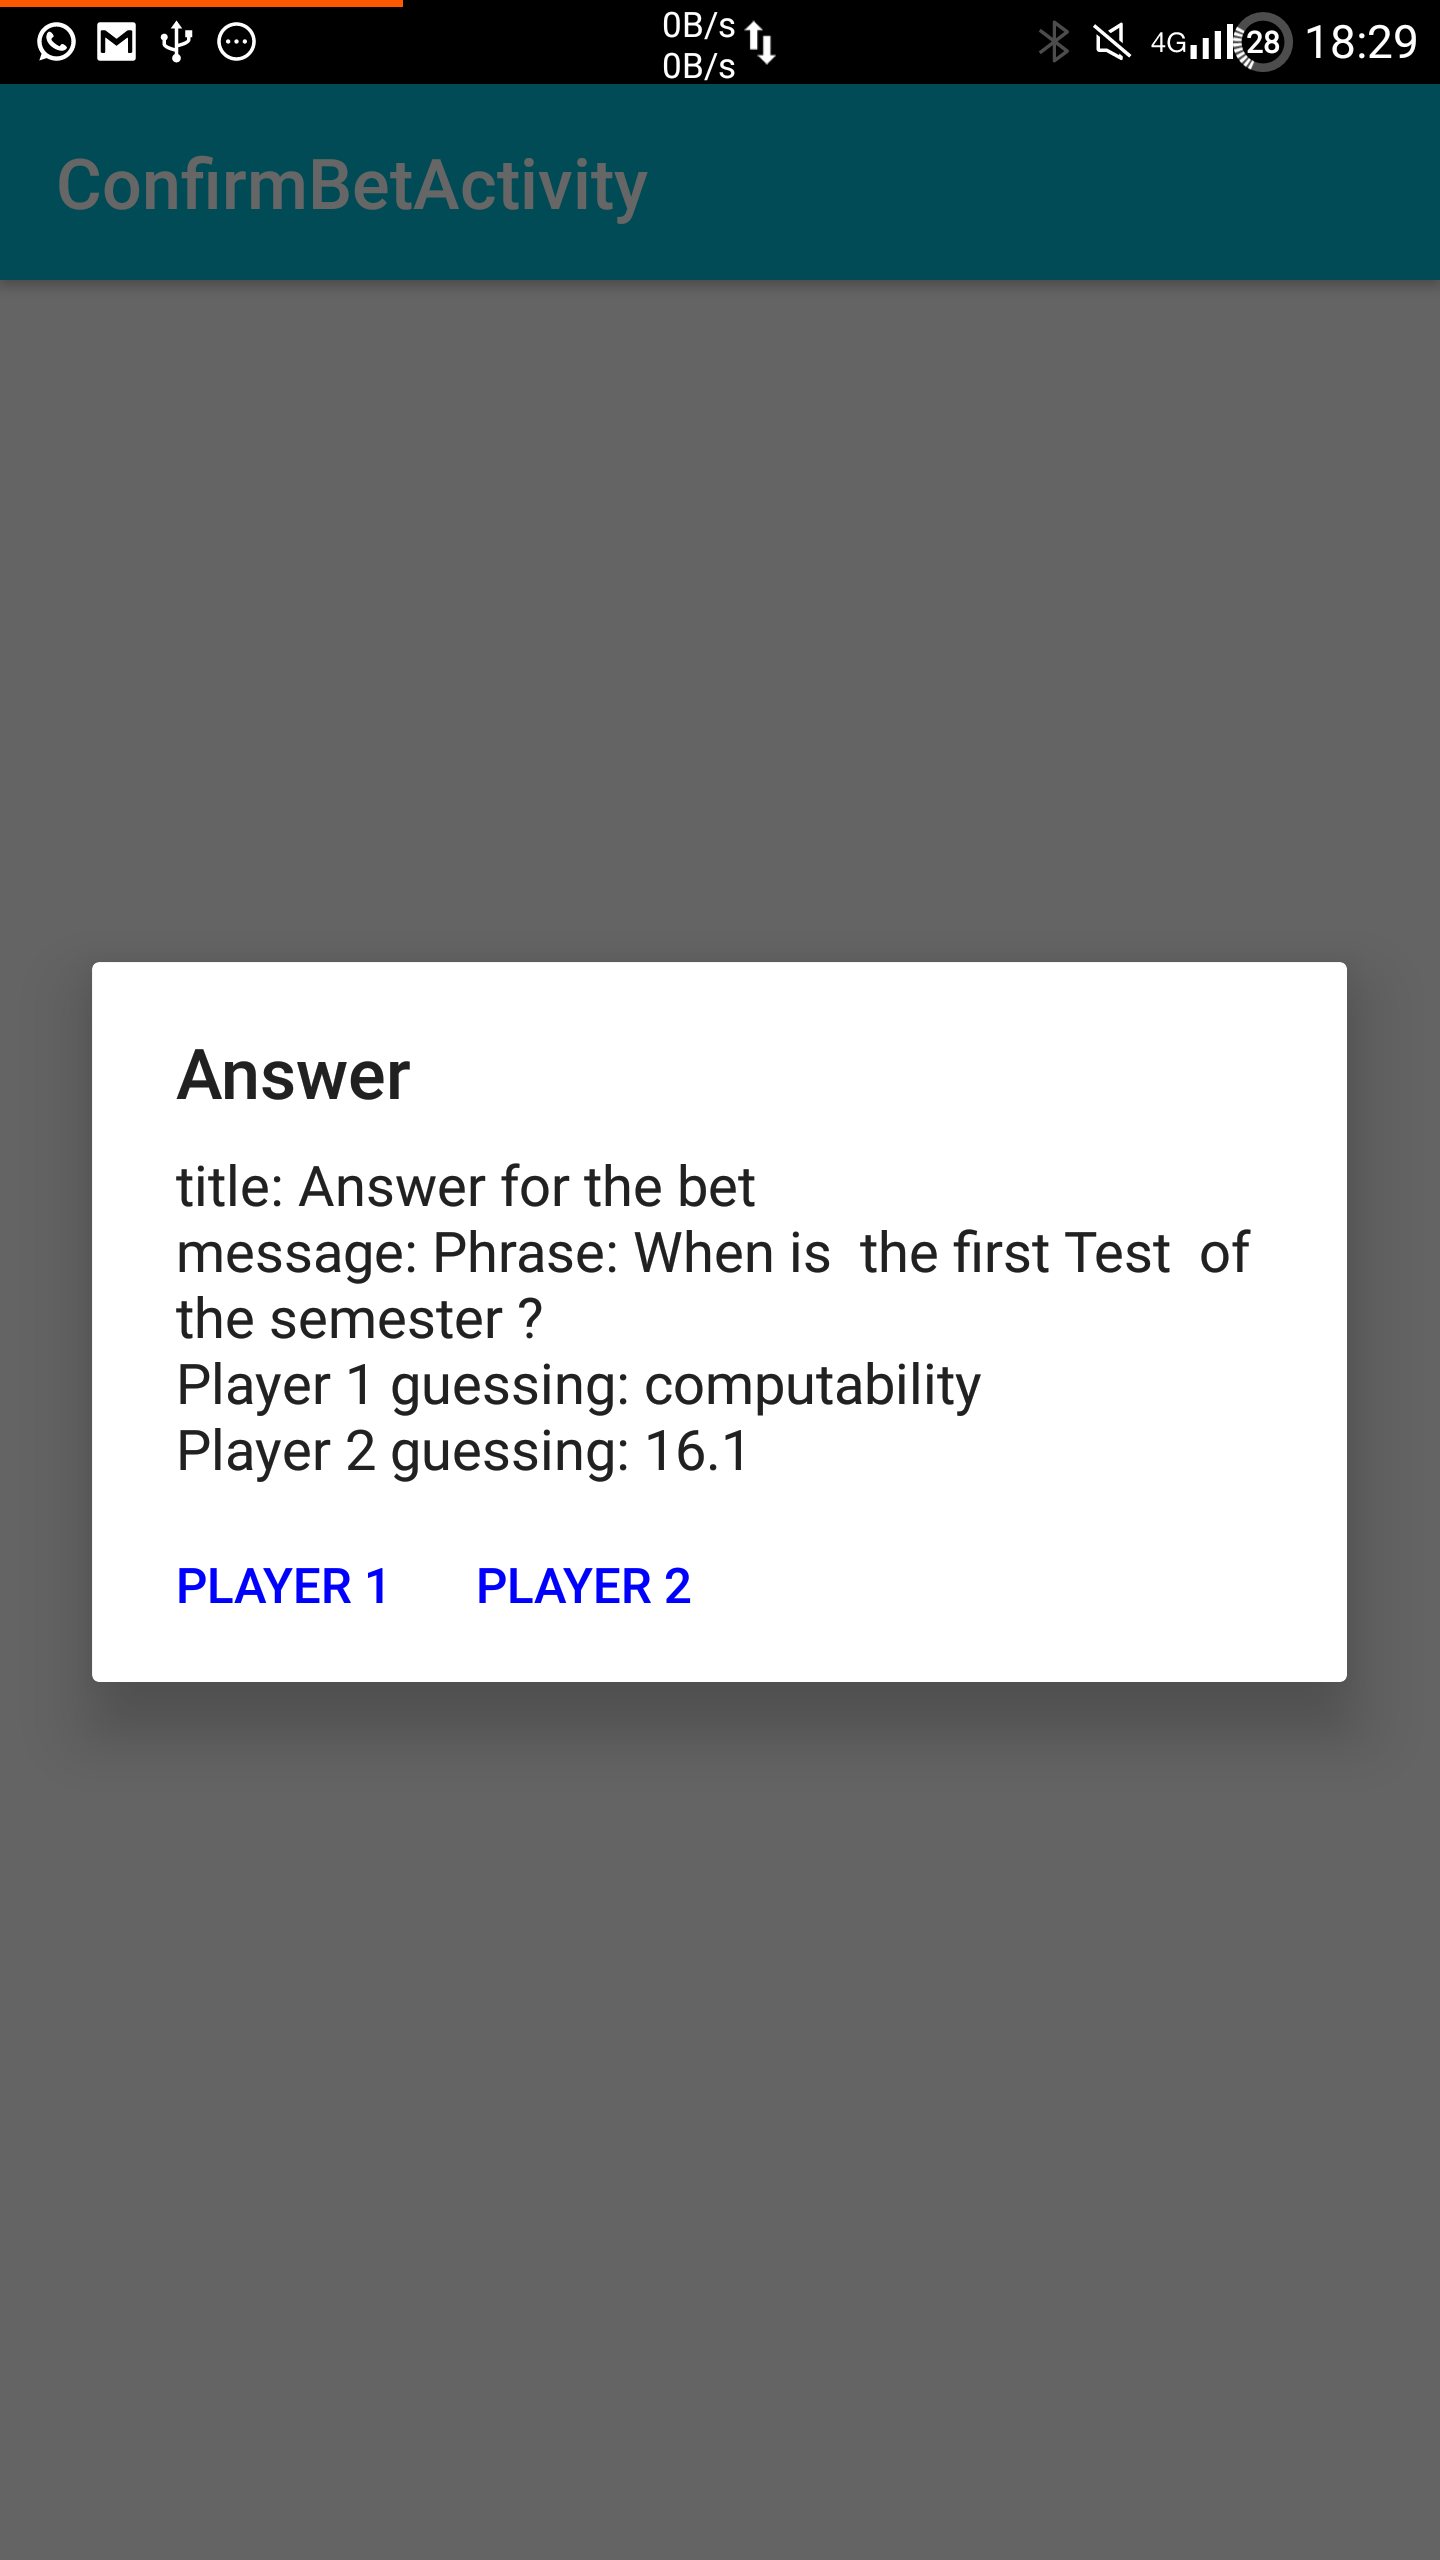 0B/s
0B/s
4G 28 18:29
ConfirmBetActivity
Answer
title: Answer for the bet
message: Phrase: When is  the first Test  of
the semester ?
Player 1 guessing: computability
Player 2 guessing: 16.1
PLAYER 1 PLAYER 2